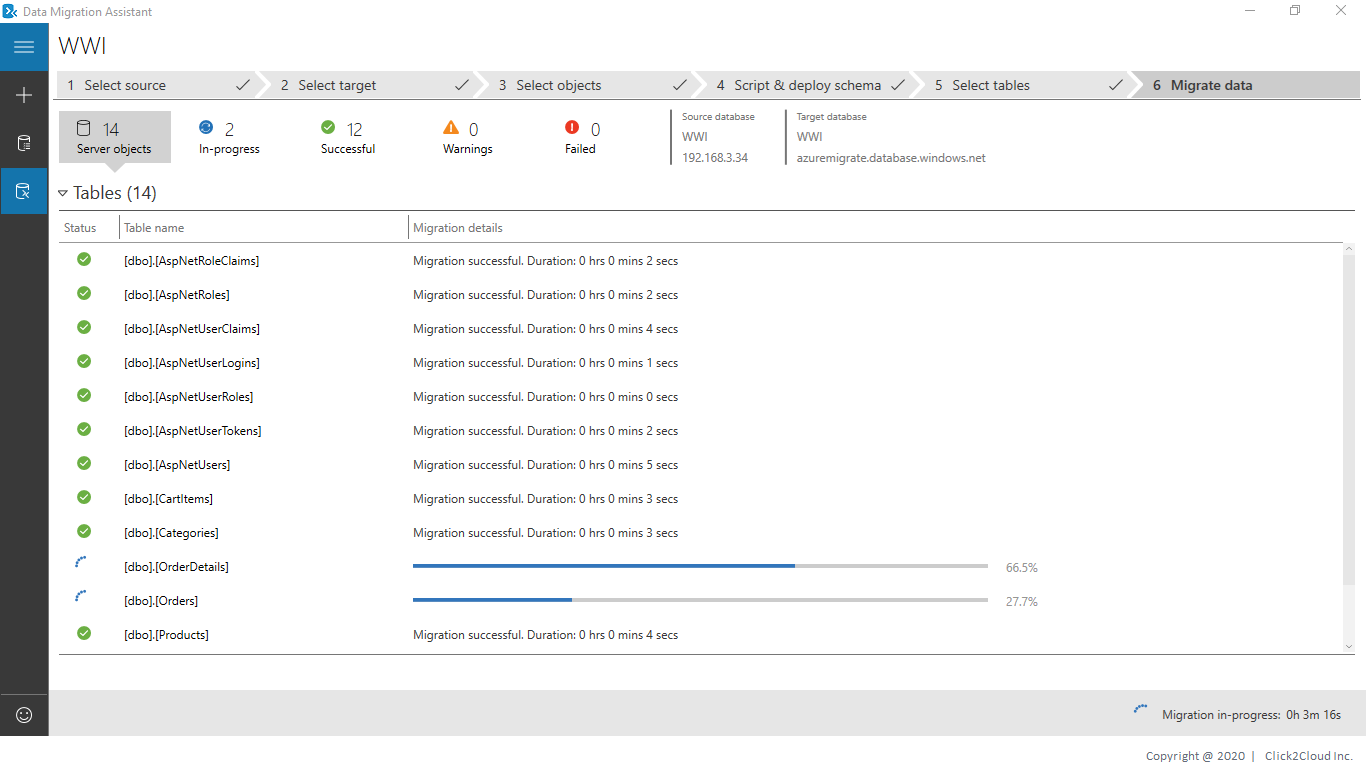 Data Migration Assistant
WWI
1 Select source 2 Select target 3 Select objects 4 Script & deploy schema 5 Select tables 6 Migrate data
14 Server objects
2 In-progress
12 Successful
0 Warnings
0 Failed
Source database
WWI
192.168.3.34
Target database
WWI
azuremigrate.database.windows.net
Tables (14)
Status Table name Migration details
[dbo].[AspNetRoleClaims] Migration successful. Duration: 0 hrs 0 mins 2 secs
[dbo].[AspNetRoles] Migration successful. Duration: 0 hrs 0 mins 2 secs
[dbo].[AspNetUserClaims] Migration successful. Duration: 0 hrs 0 mins 4 secs
[dbo].[AspNetUserLogins] Migration successful. Duration: 0 hrs 0 mins 1 secs
[dbo].[AspNetUserRoles] Migration successful. Duration: 0 hrs 0 mins 0 secs
[dbo].[AspNetUserTokens] Migration successful. Duration: 0 hrs 0 mins 2 secs
[dbo].[AspNetUsers] Migration successful. Duration: 0 hrs 0 mins 5 secs
[dbo].[CartItems] Migration successful. Duration: 0 hrs 0 mins 3 secs
[dbo].[Categories] Migration successful. Duration: 0 hrs 0 mins 3 secs
[dbo].[OrderDetails] 66.5%
[dbo].[Orders] 27.7%
[dbo].[Products] Migration successful. Duration: 0 hrs 0 mins 4 secs
Migration in-progress: 0h 3m 16s
Copyright @ 2020 | Click2Cloud Inc.